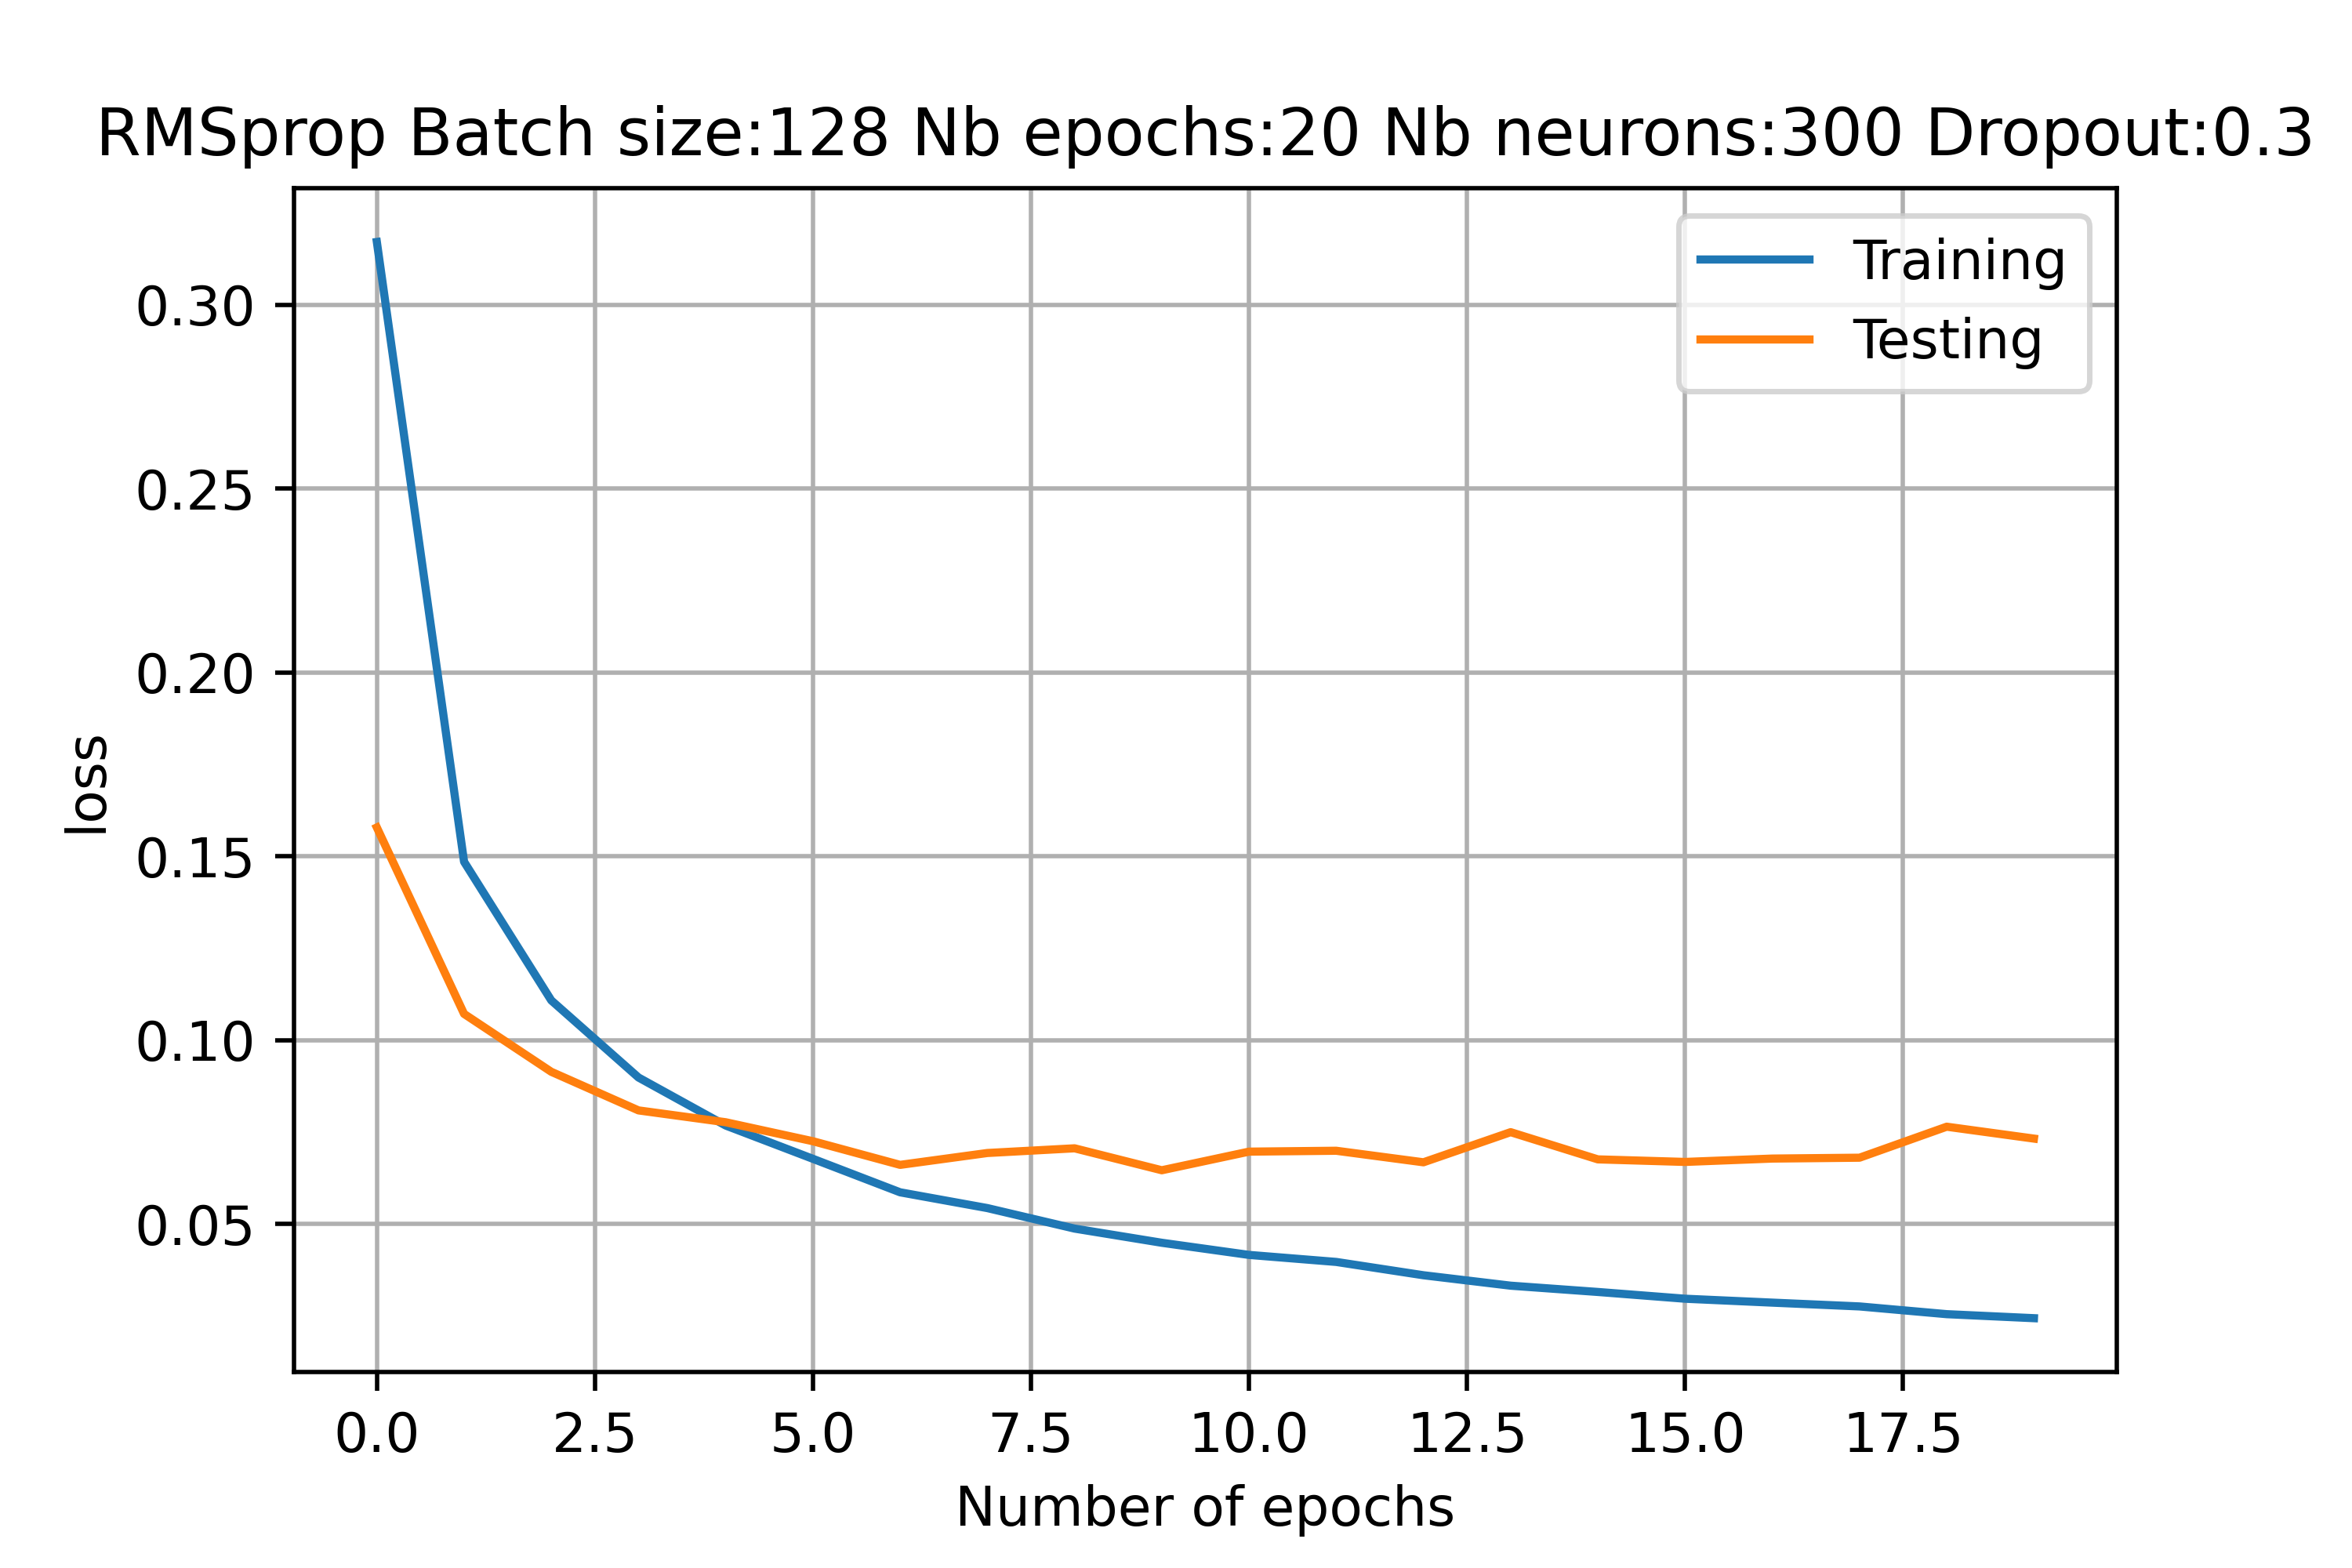 RMSprop Batch size:128 Nb epochs:20 Nb neurons:300 Dropout:0.3
Training
Testing
0.30
0.25
0.20
0.15
0.10
0.05
loss
0.0 2.5 5.0 7.5 10.0 12.5 15.0 17.5
Number of epochs